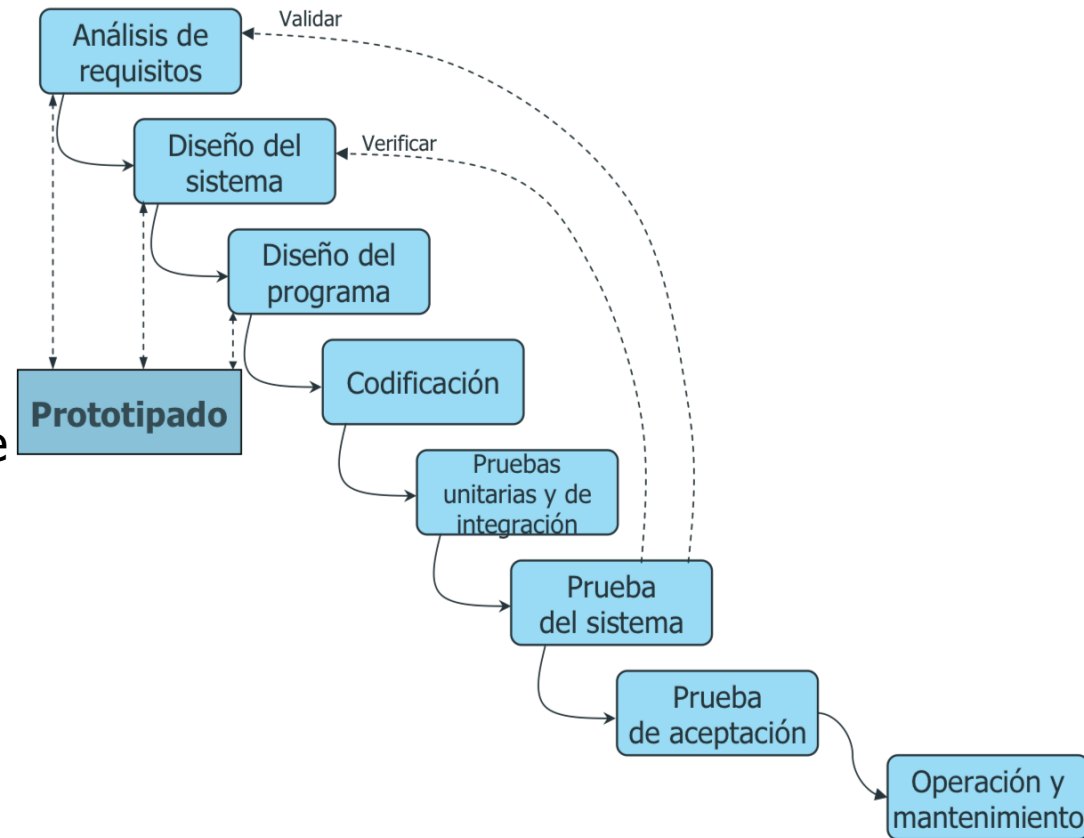 Validar
Análisis de
requisitos
Verificar
Diseño del
sistema
Diseño del
programa
Codificación
Prototipado
e
Pruebas
unitarias y de
integración
Prueba
del sistema
Prueba
de aceptación
Operación y
mantenimiento